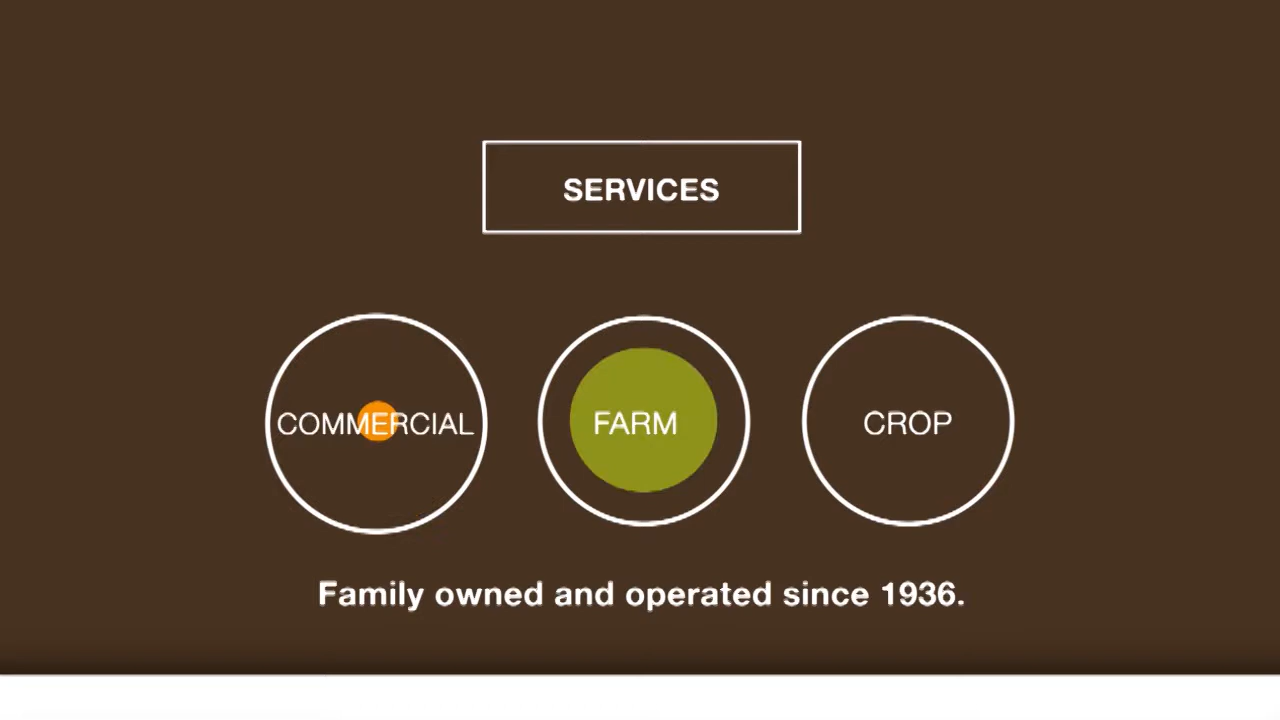 SERVICES
COMMERCIAL FARM CROP
Family owned and operated since 1936.